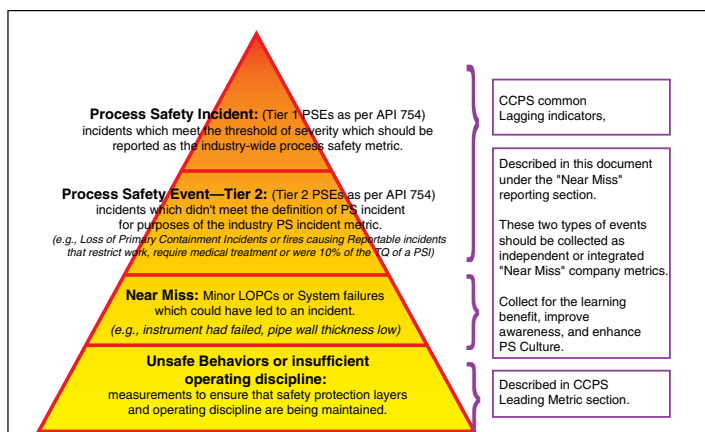 Process Safety Incident: (Tier 1 PSEs as per API 754)
incidents which meet the threshold of severity which should be
reported as the industry-wide process safety metric.
Process Safety Event—Tier 2: (Tier 2 PSEs as per API 754)
incidents which didn't meet the definition of PS incident
for purposes of the industry PS incident metric.
(e.g., Loss of Primary Containment Incidents or fires causing Reportable incidents
that restrict work, require medical treatment or were 10% of the TQ of a PSI)
Near Miss: Minor LOPCs or System failures
which could have led to an incident.
(e.g., instrument had failed, pipe wall thickness low)
Unsafe Behaviors or insufficient
operating discipline:
measurements to ensure that safety protection layers
and operating discipline are being maintained.
CCPS common
Lagging indicators,
Described in this document
under the "Near Miss"
reporting section.
These two types of events
should be collected as
independent or integrated
"Near Miss" company metrics.
Collect for the learning
benefit, improve
awareness, and enhance
PS Culture.
Described in CCPS
Leading Metric section.